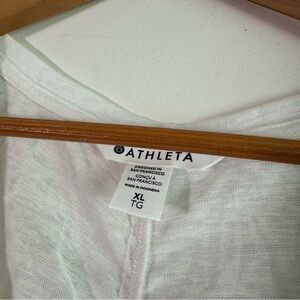 ATHLETA
DESIGNED IN
SAN FRANCISCO
CONÇU À
SAN FRANCISCO
MADE IN INDONESIA
XL
TG